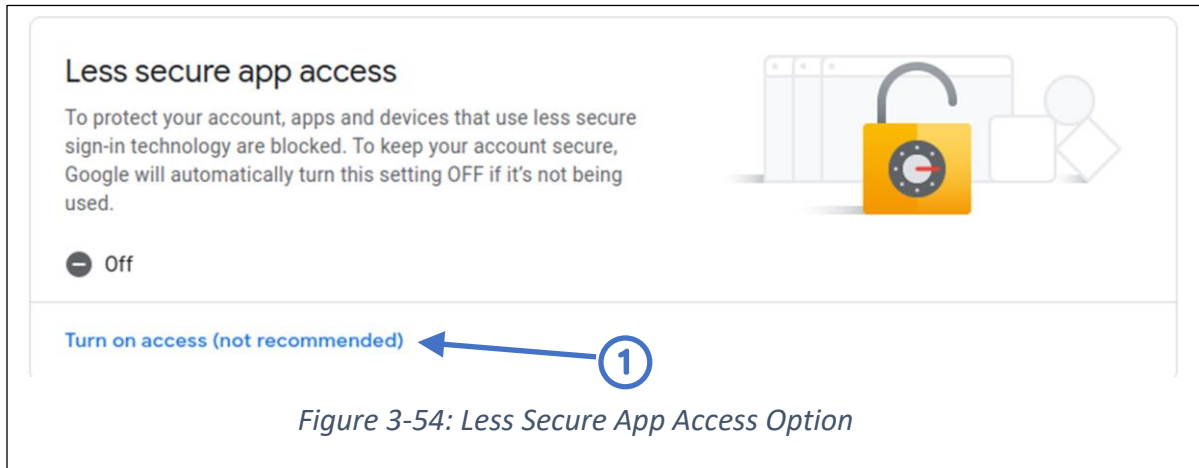 Less secure app access
To protect your account, apps and devices that use less secure
sign-in technology are blocked. To keep your account secure,
Google will automatically turn this setting OFF if it's not being
used.
Off
Turn on access (not recommended)
1
Figure 3-54: Less Secure App Access Option